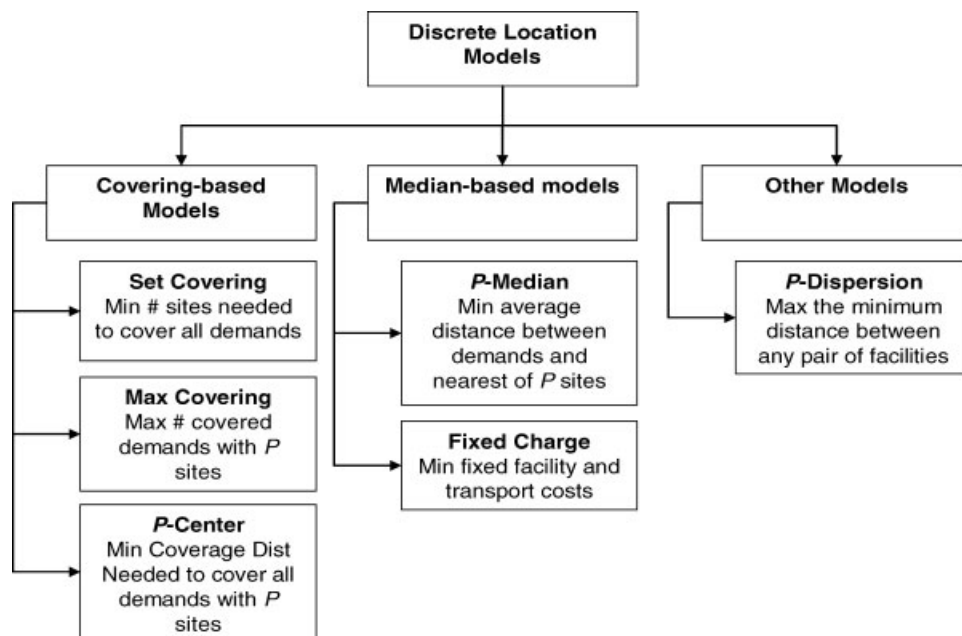 Discrete Location
Models
Covering-based
Models
Median-based models
Other Models
Set Covering
Min # sites needed
to cover all demands
Max Covering
Max # covered
demands with P
sites
P-Center
Min Coverage Dist
Needed to cover all
demands with P
sites
P-Median
Min average
distance between
demands and
nearest of P sites
Fixed Charge
Min fixed facility and
transport costs
P-Dispersion
Max the minimum
distance between
any pair of facilities